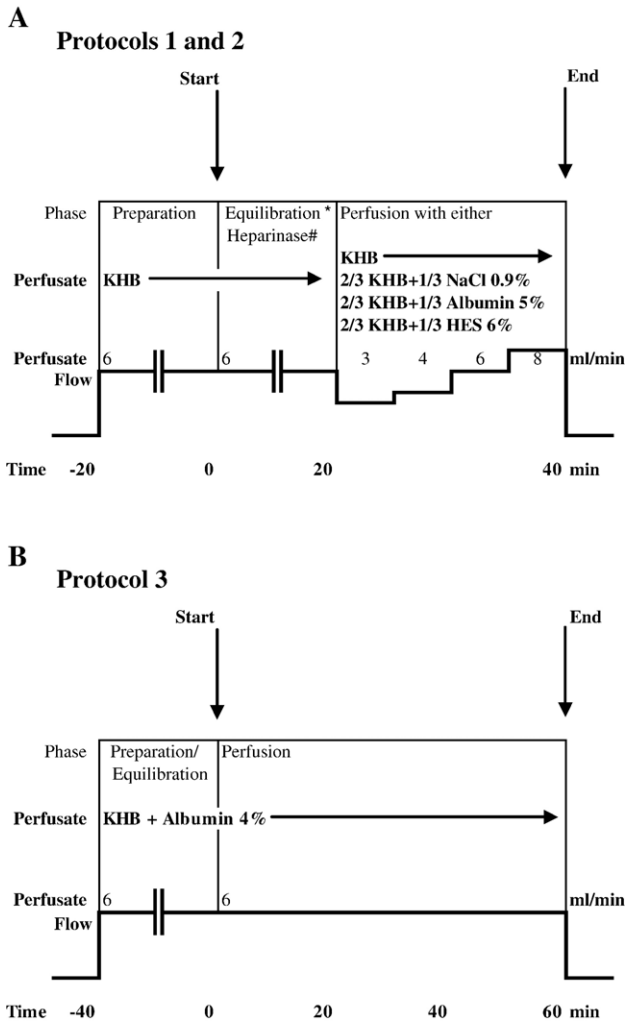 A
Protocols 1 and 2
Start
End
Phase Preparation Equilibration * Perfusion with either
Heparinase#
KHB
Perfusate KHB 2/3 KHB+1/3 NaCl 0.9%
2/3 KHB+1/3 Albumin 5%
2/3 KHB+1/3 HES 6%
Perfusate 6 6 3 4 6 8 ml/min
Flow
Time -20 0 20 40 min
B
Protocol 3
Start End
Phase Preparation/ Perfusion
Equilibration
Perfusate KHB + Albumin 4%
Perfusate 6 6 ml/min
Flow
Time -40 0 20 40 60 min